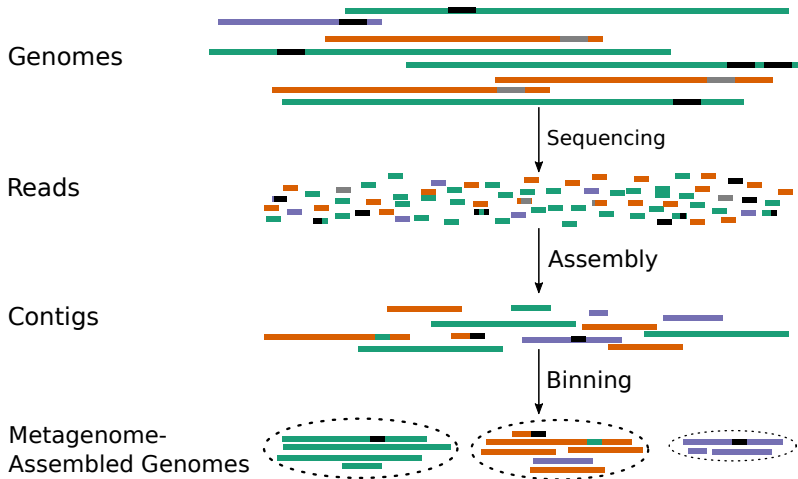 Genomes
Sequencing
Reads
Assembly
Contigs
Binning
Metagenome-
Assembled Genomes